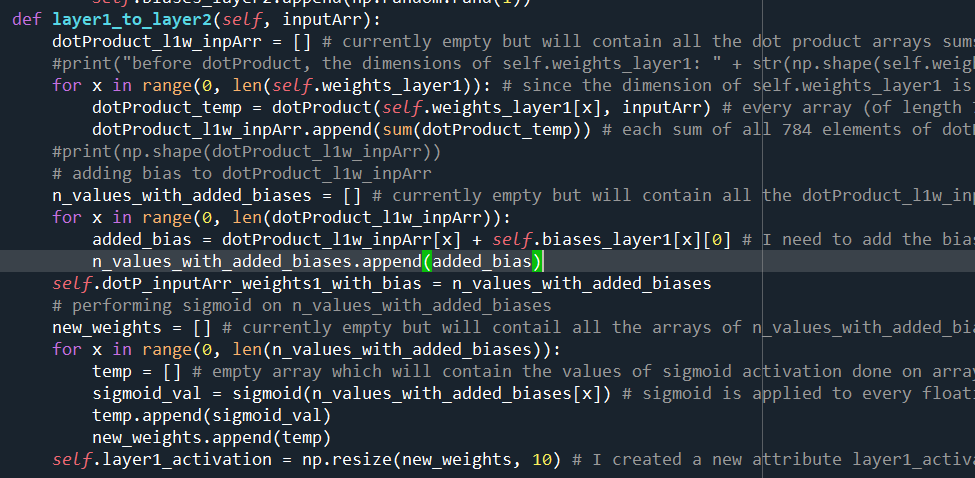 self.biases_layer2.append(np.random.rand(1))
def layer1_to_layer2(self, inputArr):
dotProduct_l1w_inpArr = [] # currently empty but will contain all the dot product arrays sums
#print("before dotProduct, the dimensions of self.weights_layer1: " + str(np.shape(self.weigh
for x in range(0, len(self.weights_layer1)): # since the dimension of self.weights_layer1 is
dotProduct_temp = dotProduct(self.weights_layer1[x], inputArr) # every array (of length
dotProduct_l1w_inpArr.append(sum(dotProduct_temp)) # each sum of all 784 elements of dot
#print(np.shape(dotProduct_l1w_inpArr))
# adding bias to dotProduct_l1w_inpArr
n_values_with_added_biases = [] # currently empty but will contain all the dotProduct_l1w_inp
for x in range(0, len(dotProduct_l1w_inpArr)):
added_bias = dotProduct_l1w_inpArr[x] + self.biases_layer1[x][0] # I need to add the bia
n_values_with_added_biases.append(added_bias)
self.dotP_inputArr_weights1_with_bias = n_values_with_added_biases
# performing sigmoid on n_values_with_added_biases
new_weights = [] # currently empty but will contail all the arrays of n_values_with_added_bia
for x in range(0, len(n_values_with_added_biases)):
temp = [] # empty array which will contain the values of sigmoid activation done on array
sigmoid_val = sigmoid(n_values_with_added_biases[x]) # sigmoid is applied to every floati
temp.append(sigmoid_val)
new_weights.append(temp)
self.layer1_activation = np.resize(new_weights, 10) # I created a new attribute layer1_activa